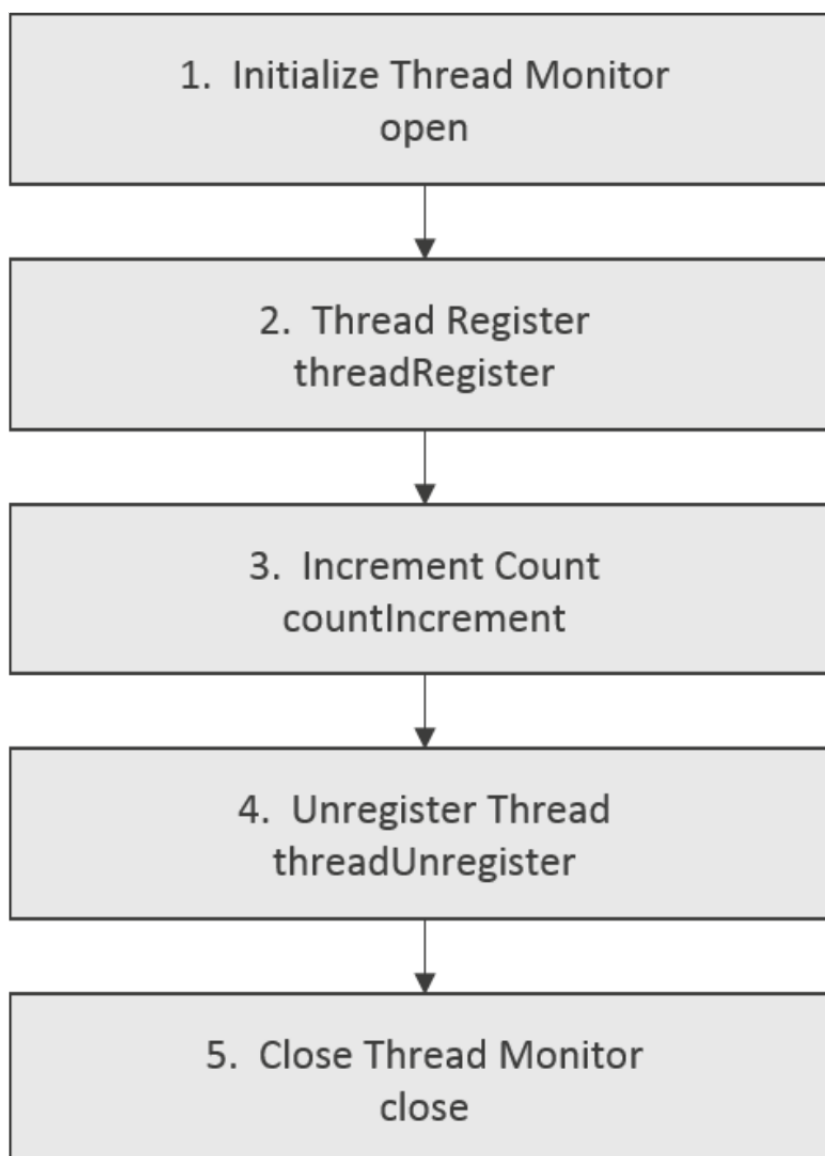 1. Initialize Thread Monitor
open
2. Thread Register
threadRegister
3. Increment Count
countIncrement
4. Unregister Thread
threadUnregister
5. Close Thread Monitor
close